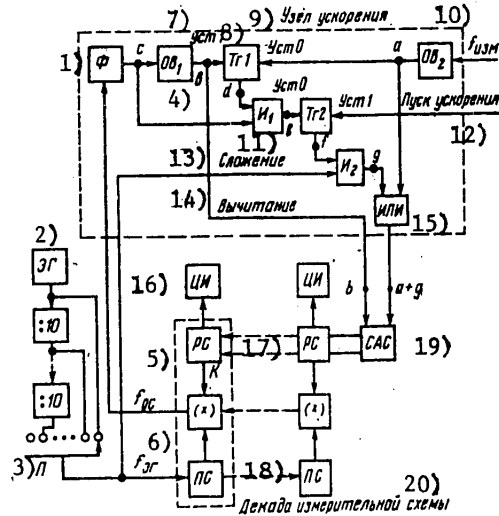 7) 8) 9) Узел ускорения 10)
уст1
1) Ф c ОВ1 в Тг1 Уст0 a ОВ2 fизм
4) d Уст0
И1 в Тг2 Уст1 Пуск ускорения
11) f 12)
13) Сложение И2 g
14) Вычитание ИЛИ 15)
2)
ЭГ 16) ЦИ ЦИ b a+g
:10
5) РС 17) РС САС 19)
К
:10 fос (x) (x)
6)
3) П fэг ПС 18) ПС
20)
Декада измерительной схемы